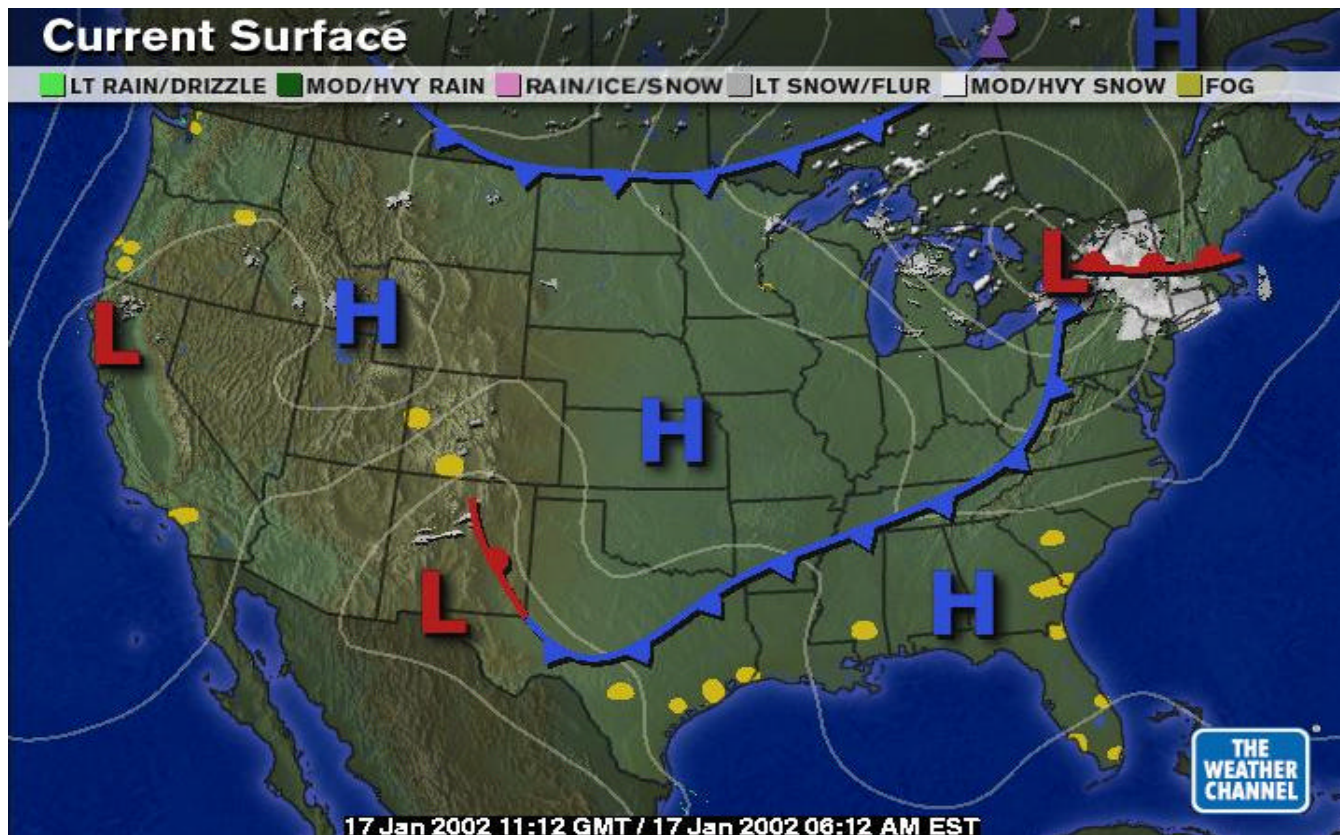 Current Surface
LT RAIN/DRIZZLE MOD/HVY RAIN RAIN/ICE/SNOW LT SNOW/FLUR MOD/HVY SNOW FOG
H
L
L
H
H
L
H
THE
WEATHER
CHANNEL
17 Jan 2002 11:12 GMT / 17 Jan 2002 06:12 AM EST